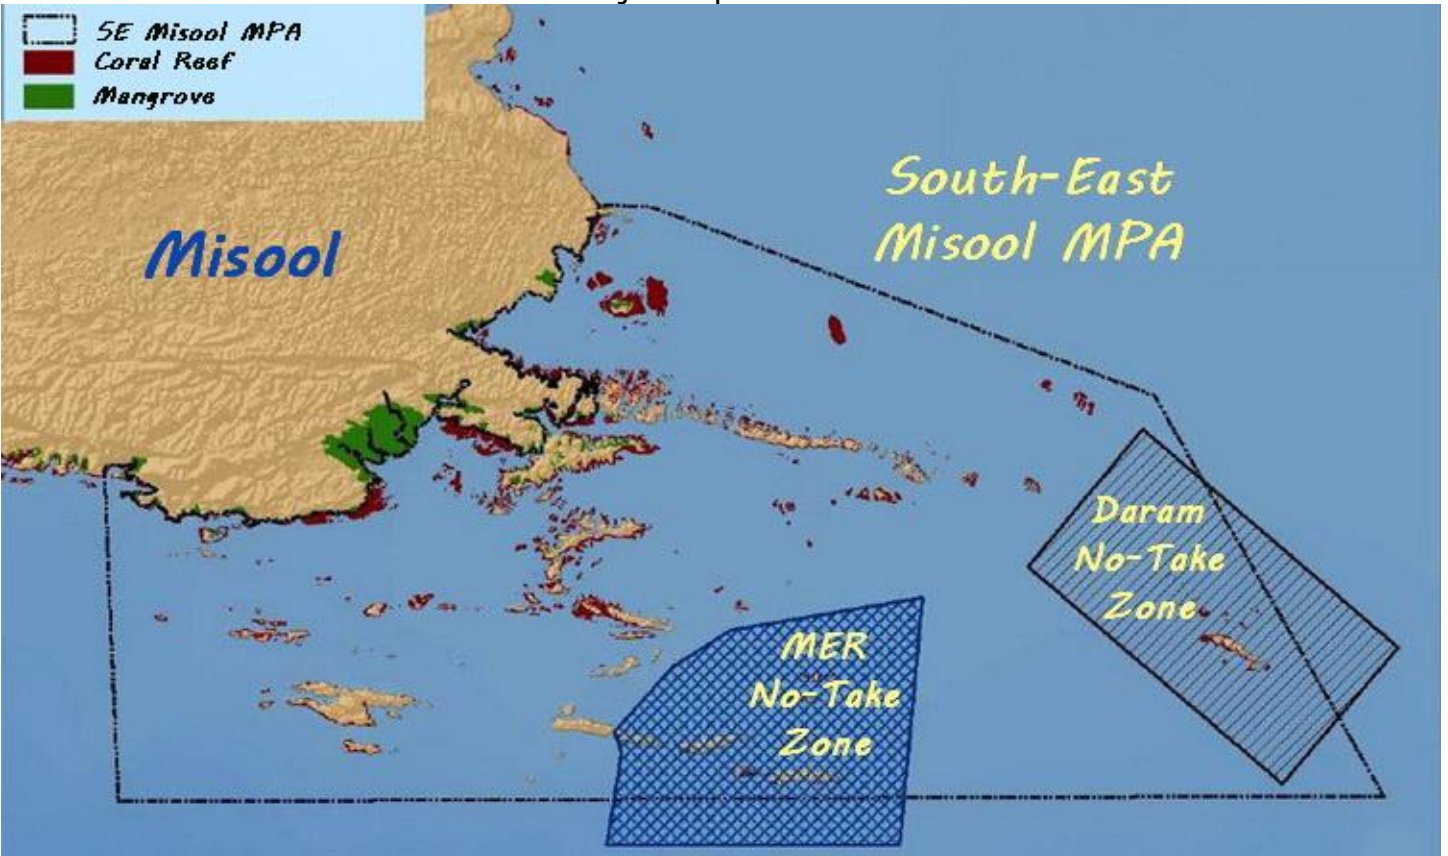 SE Misool MPA
Coral Reef
Mangrove
South-East
Misool MPA
Misool
Daram
No-Take
Zone
MER
No-Take
Zone